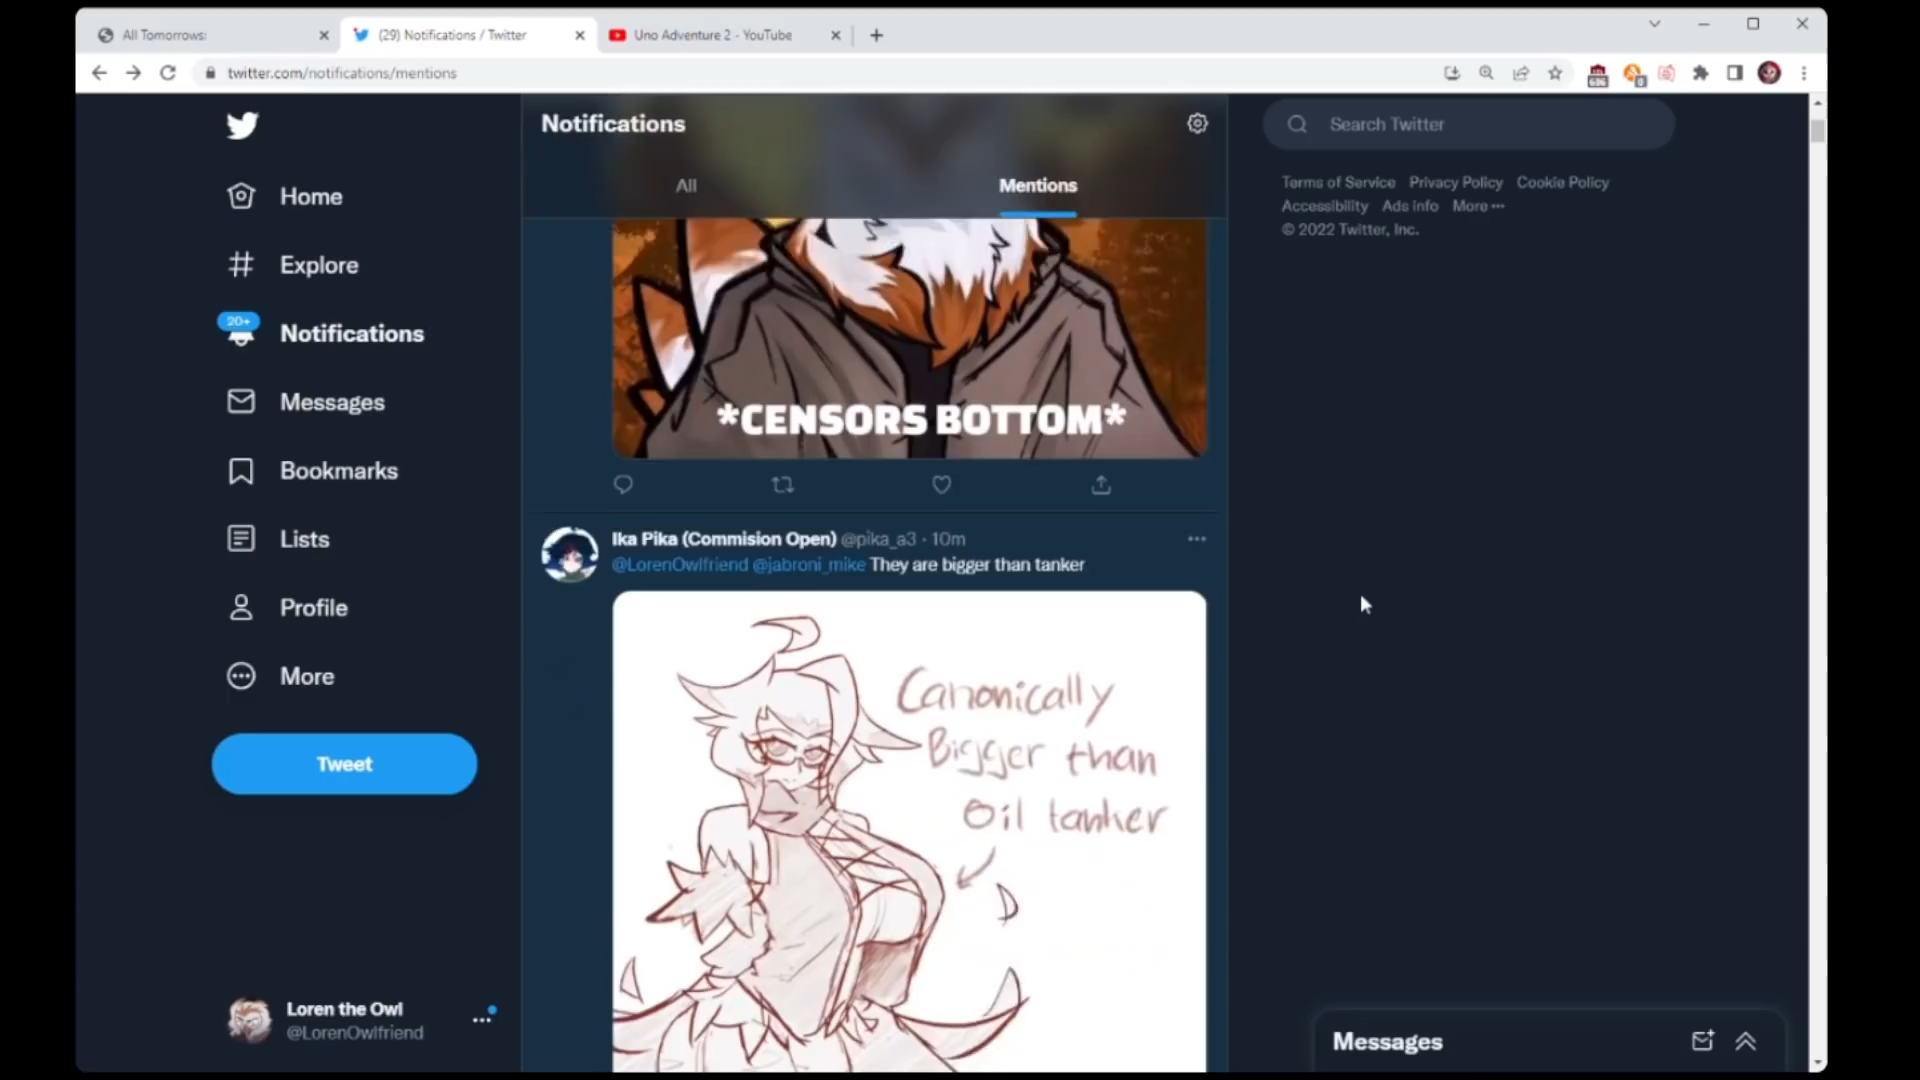 All Tomorrows:
(29) Notifications / Twitter
Uno Adventure 2 - YouTube
twitter.com/notifications/mentions
Home
Explore
20+
Notifications
Messages
Bookmarks
Lists
Profile
More
Tweet
Loren the Owl
@LorenOwlfriend
Notifications
All
Mentions
*CENSORS BOTTOM*
Ika Pika (Commision Open) @pika_a3 · 10m
@LorenOwlfriend @jabroni_mike They are bigger than tanker
Canonically
Bigger than
Oil tanker
Search Twitter
Terms of Service Privacy Policy Cookie Policy
Accessibility Ads info More ···
© 2022 Twitter, Inc.
Messages